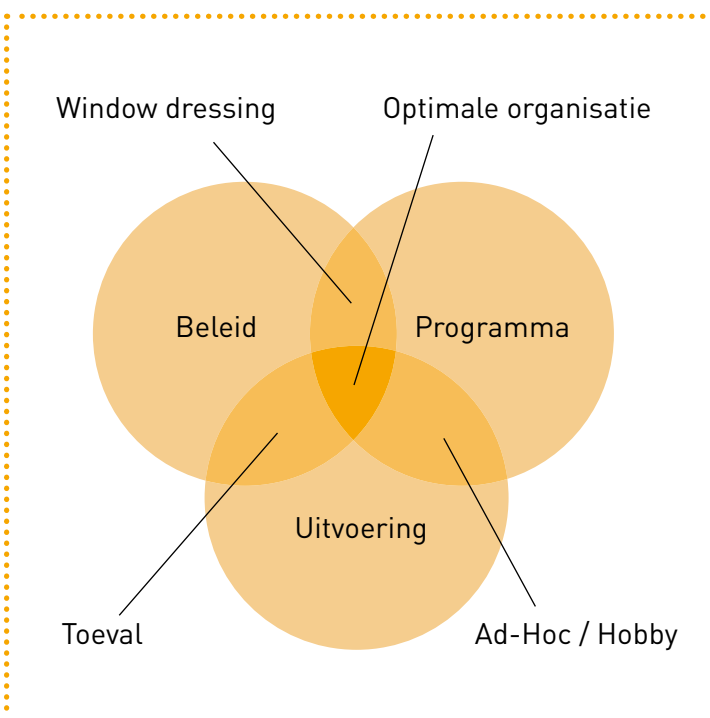 Window dressing
Optimale organisatie
Beleid
Programma
Uitvoering
Toeval
Ad-Hoc / Hobby